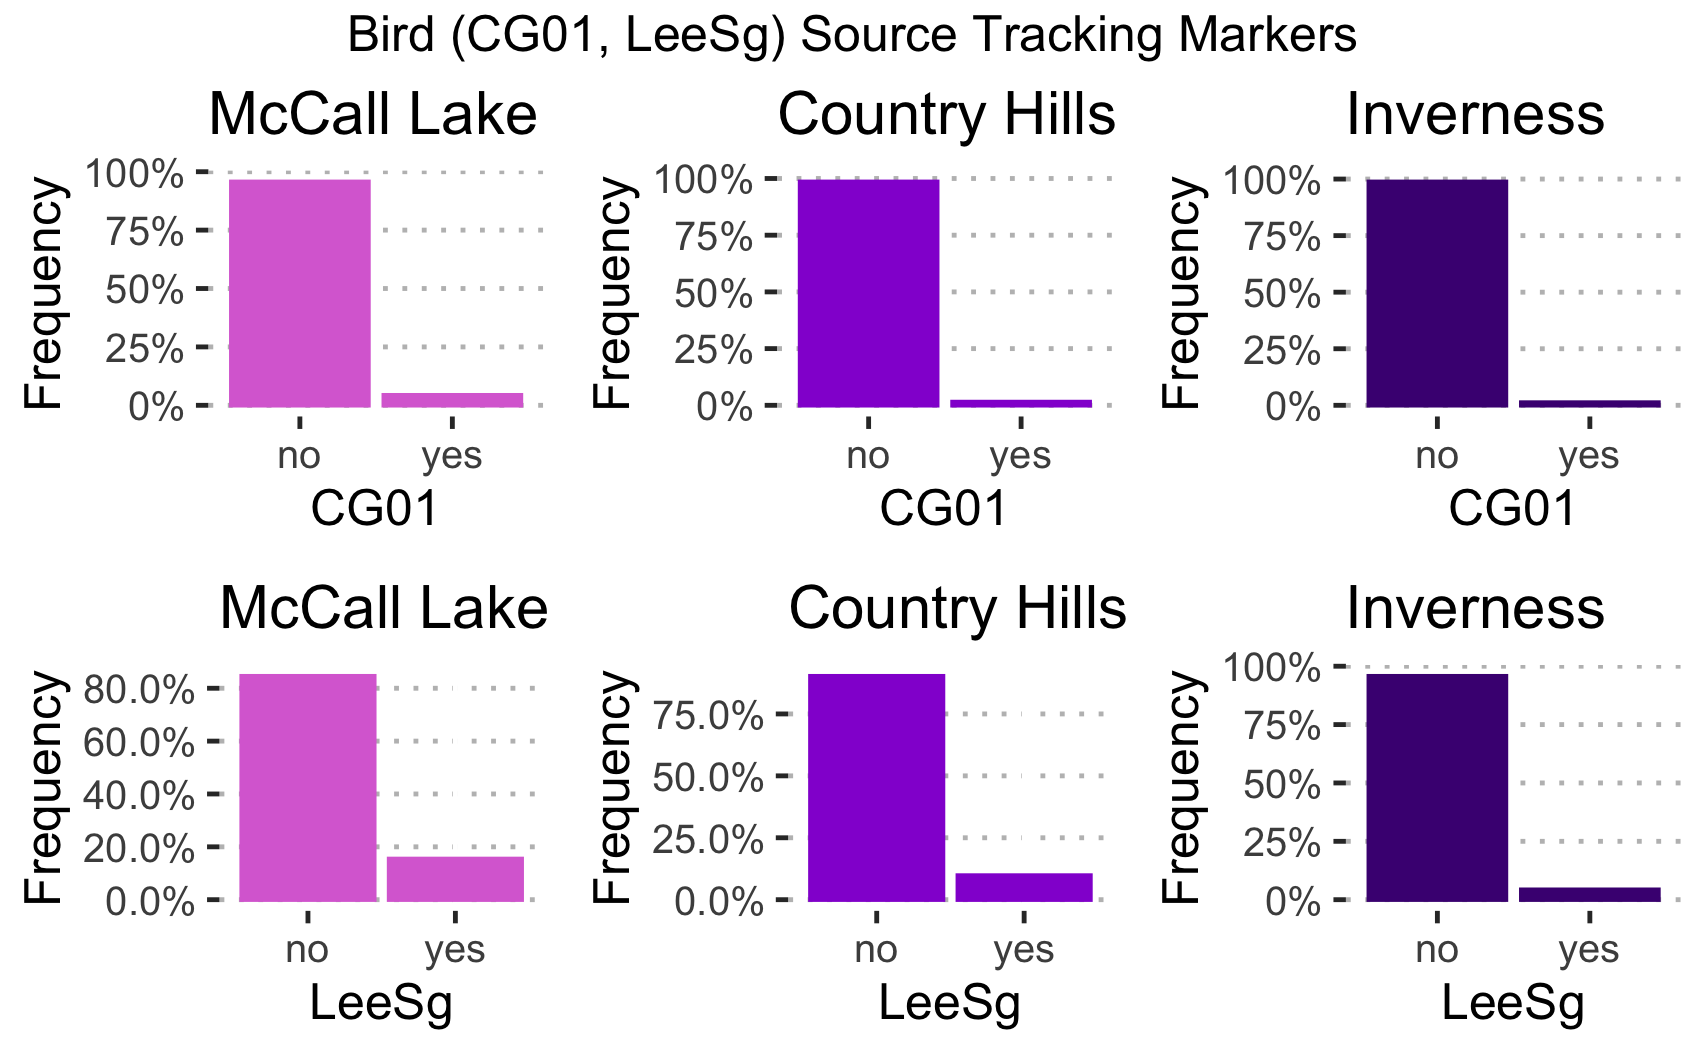 Bird (CG01, LeeSg) Source Tracking Markers
McCall Lake
Frequency
100%
75%
50%
25%
0%
no yes
CG01
Country Hills
Frequency
100%
75%
50%
25%
0%
no yes
CG01
Inverness
Frequency
100%
75%
50%
25%
0%
no yes
CG01
McCall Lake
Frequency
80.0%
60.0%
40.0%
20.0%
0.0%
no yes
LeeSg
Country Hills
Frequency
75.0%
50.0%
25.0%
0.0%
no yes
LeeSg
Inverness
Frequency
100%
75%
50%
25%
0%
no yes
LeeSg